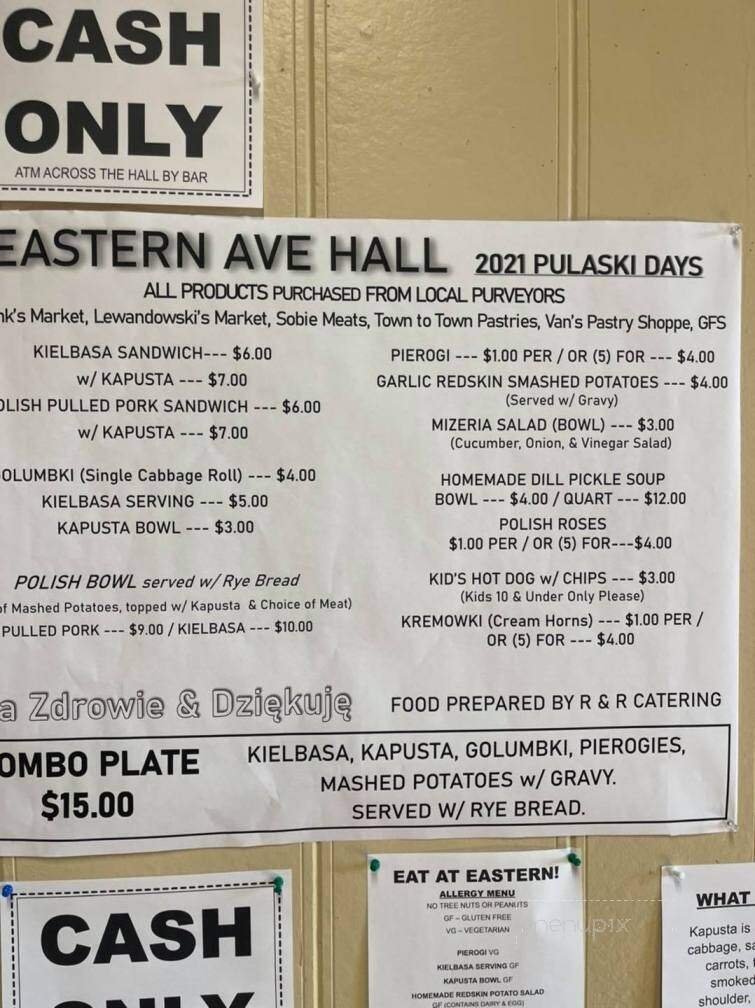 CASH
ONLY
ATM ACROSS THE HALL BY BAR
EASTERN AVE HALL 2021 PULASKI DAYS
ALL PRODUCTS PURCHASED FROM LOCAL PURVEYORS
nk's Market, Lewandowski's Market, Sobie Meats, Town to Town Pastries, Van's Pastry Shoppe, GFS
KIELBASA SANDWICH--- $6.00
w/ KAPUSTA --- $7.00
OLISH PULLED PORK SANDWICH --- $6.00
w/ KAPUSTA --- $7.00
OLUMBKI (Single Cabbage Roll) --- $4.00
KIELBASA SERVING --- $5.00
KAPUSTA BOWL --- $3.00
POLISH BOWL served w/ Rye Bread
of Mashed Potatoes, topped w/ Kapusta & Choice of Meat)
PULLED PORK --- $9.00 / KIELBASA --- $10.00
PIEROGI --- $1.00 PER / OR (5) FOR --- $4.00
GARLIC REDSKIN SMASHED POTATOES --- $4.00
(Served w/ Gravy)
MIZERIA SALAD (BOWL) --- $3.00
(Cucumber, Onion, & Vinegar Salad)
HOMEMADE DILL PICKLE SOUP
BOWL --- $4.00 / QUART --- $12.00
POLISH ROSES
$1.00 PER / OR (5) FOR---$4.00
KID'S HOT DOG w/ CHIPS --- $3.00
(Kids 10 & Under Only Please)
KREMOWKI (Cream Horns) --- $1.00 PER /
OR (5) FOR --- $4.00
a Zdrowie & Dziękuję
FOOD PREPARED BY R & R CATERING
OMBO PLATE
$15.00
KIELBASA, KAPUSTA, GOLUMBKI, PIEROGIES,
MASHED POTATOES w/ GRAVY.
SERVED W/ RYE BREAD.
CASH
ONLY
EAT AT EASTERN!
ALLERGY MENU
NO TREE NUTS OR PEANUTS
GF – GLUTEN FREE
VG – VEGETARIAN
PIEROGI VG
KIELBASA SERVING GF
KAPUSTA BOWL GF
HOMEMADE REDSKIN POTATO SALAD
GF (CONTAINS DAIRY & EGG)
menupix
WHAT
Kapusta is
cabbage, sa
carrots,
smoked
shoulder,